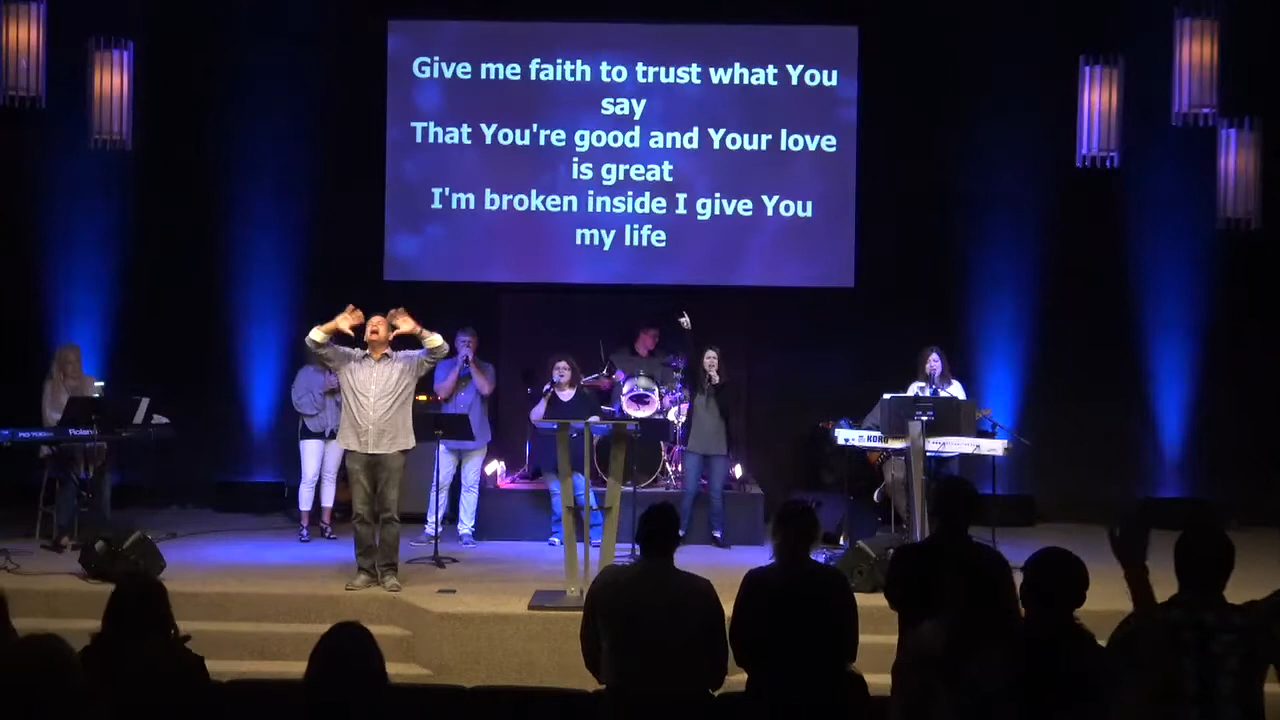 Give me faith to trust what You
say
That You're good and Your love
is great
I'm broken inside I give You
my life
Roland
KORG